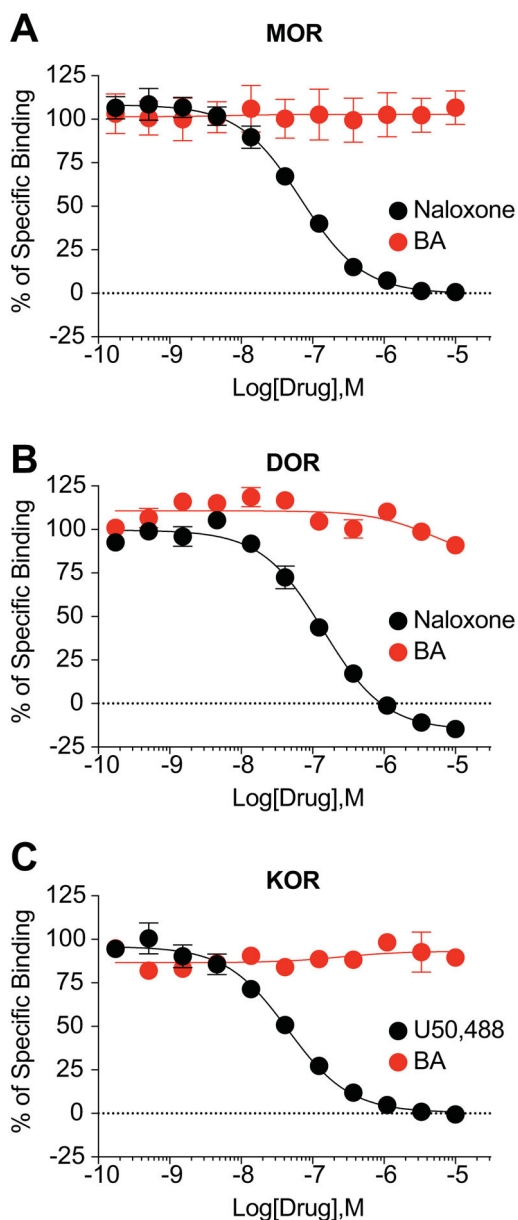 A
MOR
% of Specific Binding
125
100
75
50
25
0
-25
Naloxone
BA
-10 -9 -8 -7 -6 -5
Log[Drug],M
B
DOR
% of Specific Binding
125
100
75
50
25
0
-25
Naloxone
BA
-10 -9 -8 -7 -6 -5
Log[Drug],M
C
KOR
% of Specific Binding
125
100
75
50
25
0
-25
U50,488
BA
-10 -9 -8 -7 -6 -5
Log[Drug],M